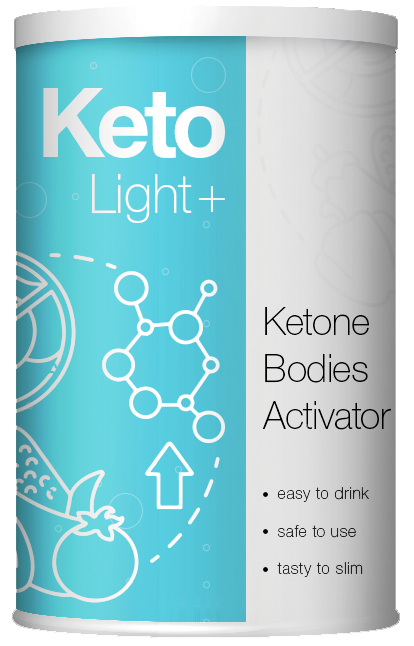 Keto
Light +
Ketone
Bodies
Activator
• easy to drink
• safe to use
• tasty to slim